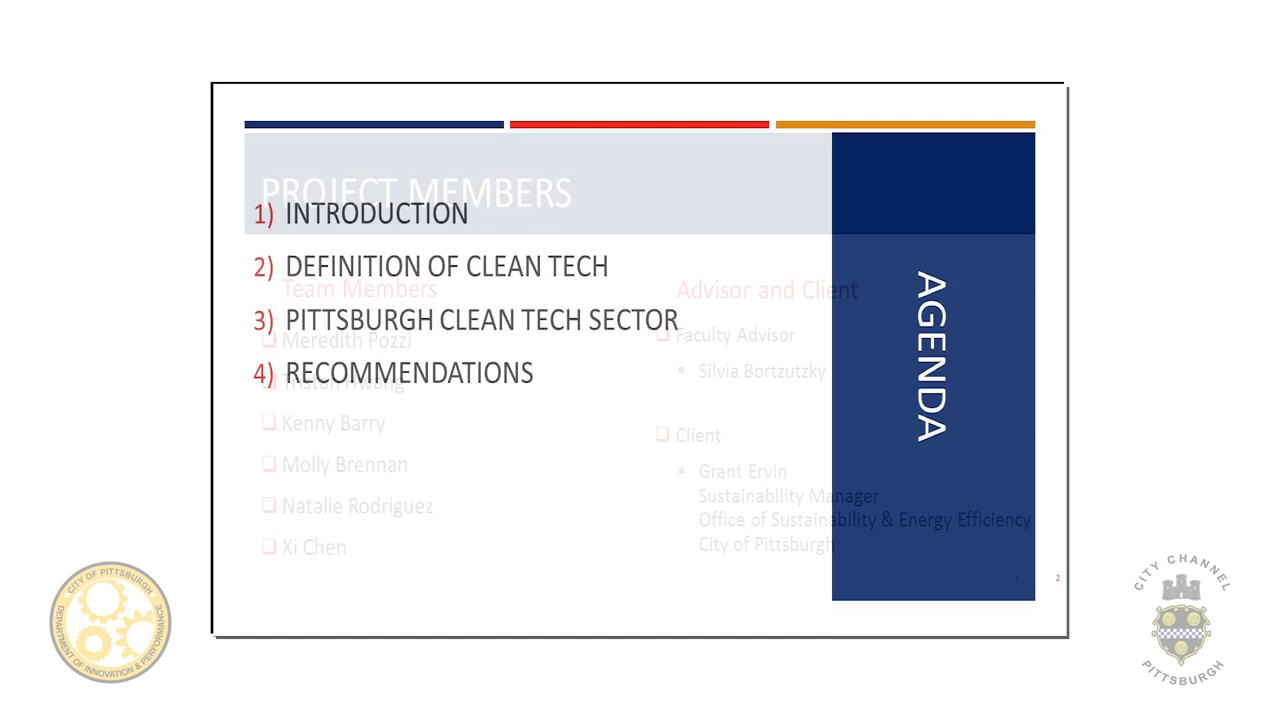 PROJECT MEMBERS
1) INTRODUCTION
2) DEFINITION OF CLEAN TECH
3) PITTSBURGH CLEAN TECH SECTOR
4) RECOMMENDATIONS
AGENDA
Team Members
Meredith Pozzi
Tristan Hwang
Kenny Barry
Molly Brennan
Natalie Rodriguez
Xi Chen
Advisor and Client
Faculty Advisor
Silvia Bortzutzky
Client
Grant Ervin
Sustainability Manager
Office of Sustainability & Energy Efficiency
City of Pittsburgh
2
CITY OF PITTSBURGH
DEPARTMENT OF INNOVATION & PERFORMANCE
CITY CHANNEL
PITTSBURGH